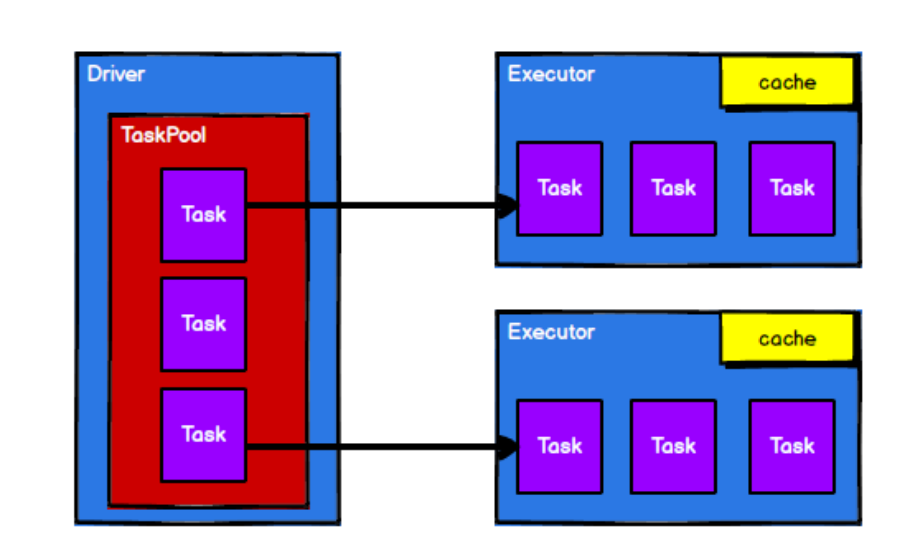 Driver
TaskPool
Task
Task
Task
Executor
cache
Task
Task
Task
Executor
cache
Task
Task
Task